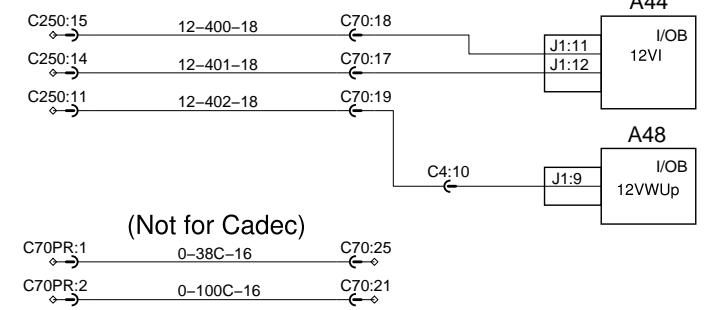 A44
C250:15 12–400–18 C70:18
I/OB
J1:11
12VI
C250:14 12–401–18 C70:17 J1:12
C250:11 12–402–18 C70:19
A48
I/OB
C4:10 J1:9
12VWUp
(Not for Cadec)
C70PR:1 0–38C–16 C70:25
C70PR:2 0–100C–16 C70:21